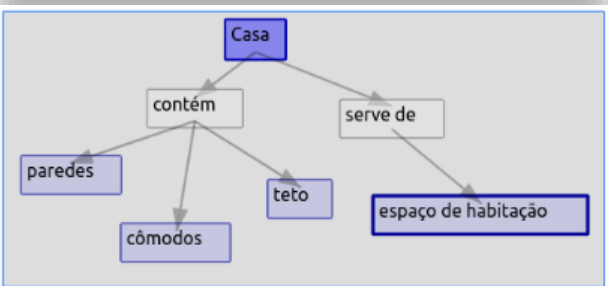 Casa
contém
serve de
paredes
teto
espaço de habitação
cômodos